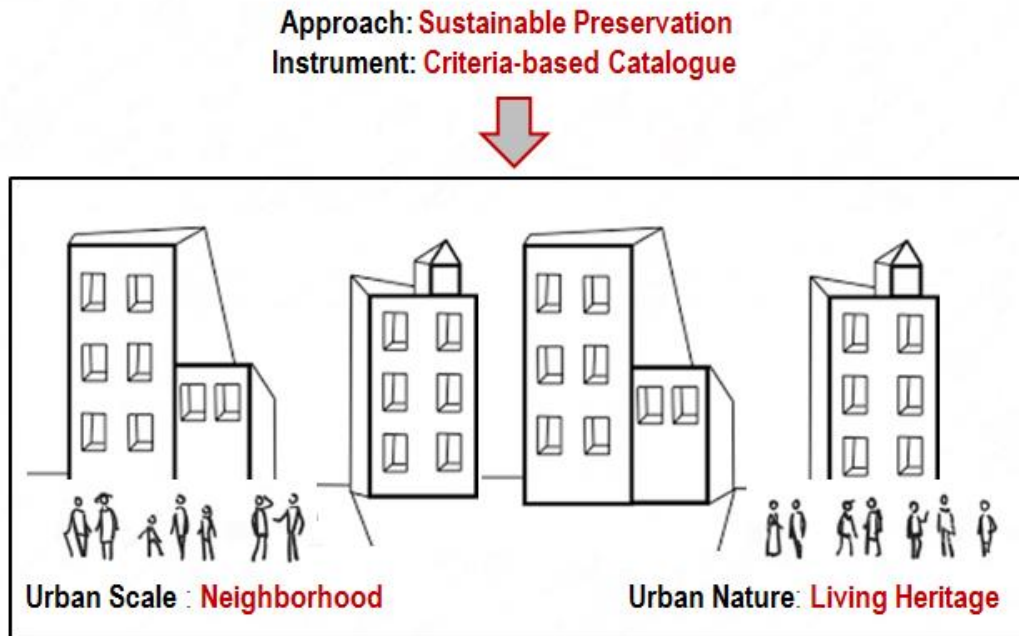 Approach: Sustainable Preservation
Instrument: Criteria-based Catalogue
Urban Scale : Neighborhood
Urban Nature: Living Heritage